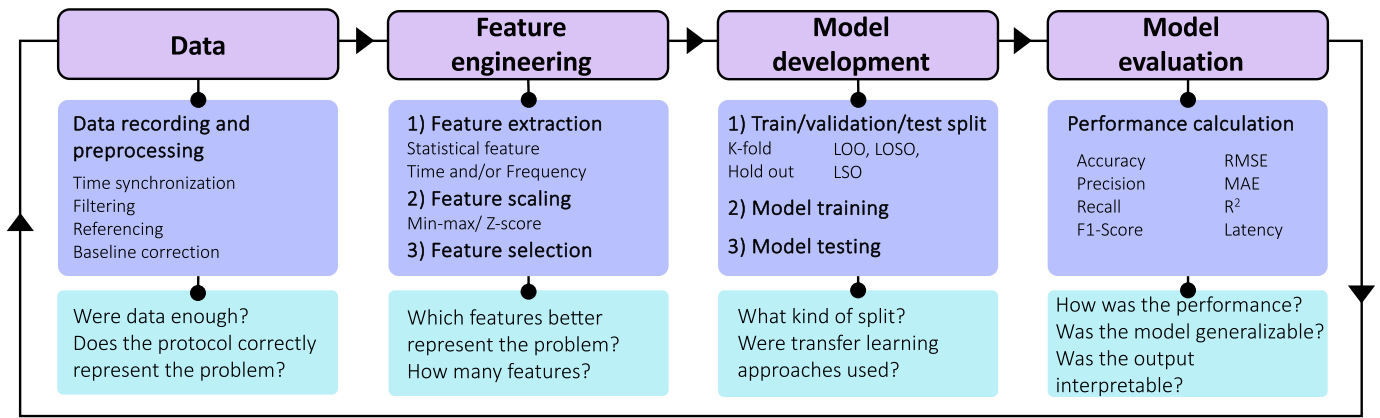 Data
Data recording and
preprocessing
Time synchronization
Filtering
Referencing
Baseline correction
Were data enough?
Does the protocol correctly
represent the problem?
Feature
engineering
1) Feature extraction
Statistical feature
Time and/or Frequency
2) Feature scaling
Min-max/ Z-score
3) Feature selection
Which features better
represent the problem?
How many features?
Model
development
1) Train/validation/test split
K-fold LOO, LOSO,
Hold out LSO
2) Model training
3) Model testing
What kind of split?
Were transfer learning
approaches used?
Model
evaluation
Performance calculation
Accuracy RMSE
Precision MAE
Recall R²
F1-Score Latency
How was the performance?
Was the model generalizable?
Was the output
interpretable?